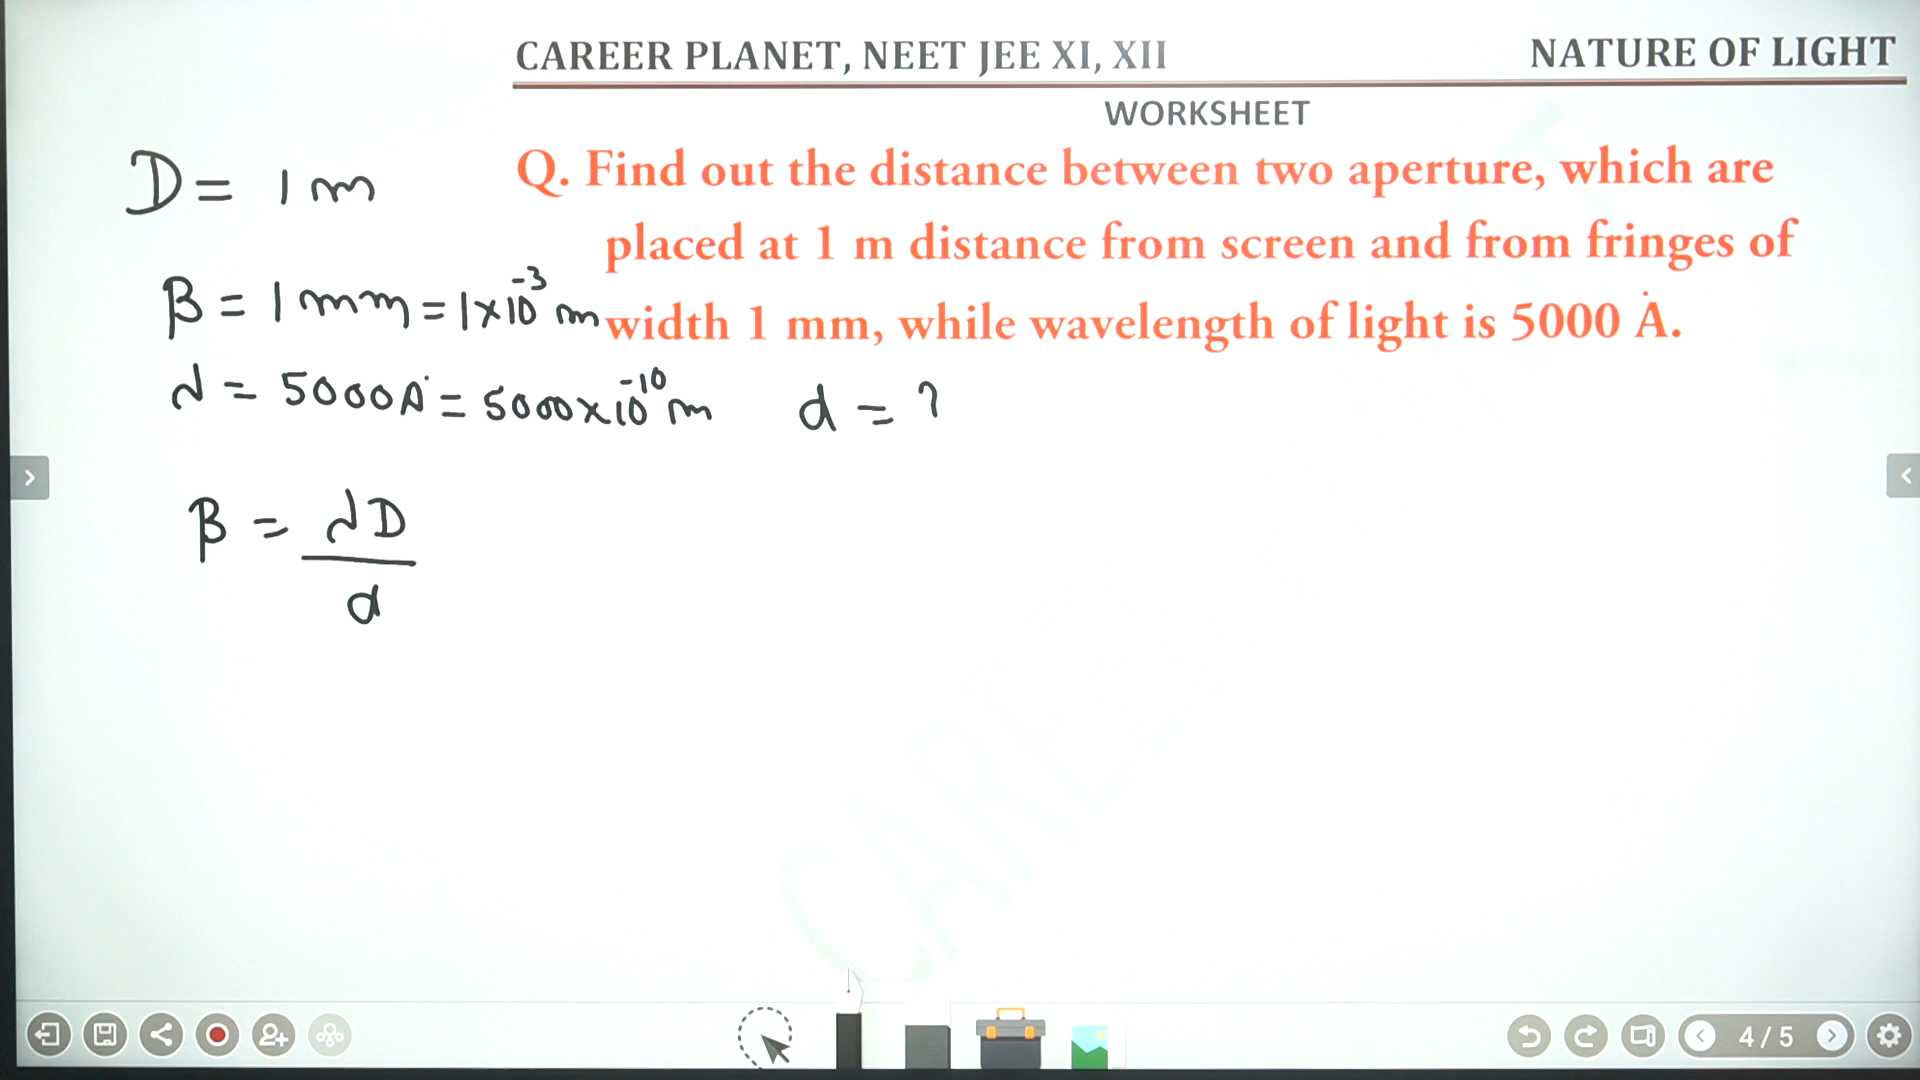 CAREER PLANET, NEET JEE XI, XII
NATURE OF LIGHT
WORKSHEET
Q. Find out the distance between two aperture, which are
placed at 1 m distance from screen and from fringes of
width 1 mm, while wavelength of light is 5000 Ȧ.
D = 1 m
β = 1 mm = 1×10⁻³ m
λ = 5000Ȧ = 5000×10⁻¹⁰ m d = ?
β = λD
d
CARE
4/5